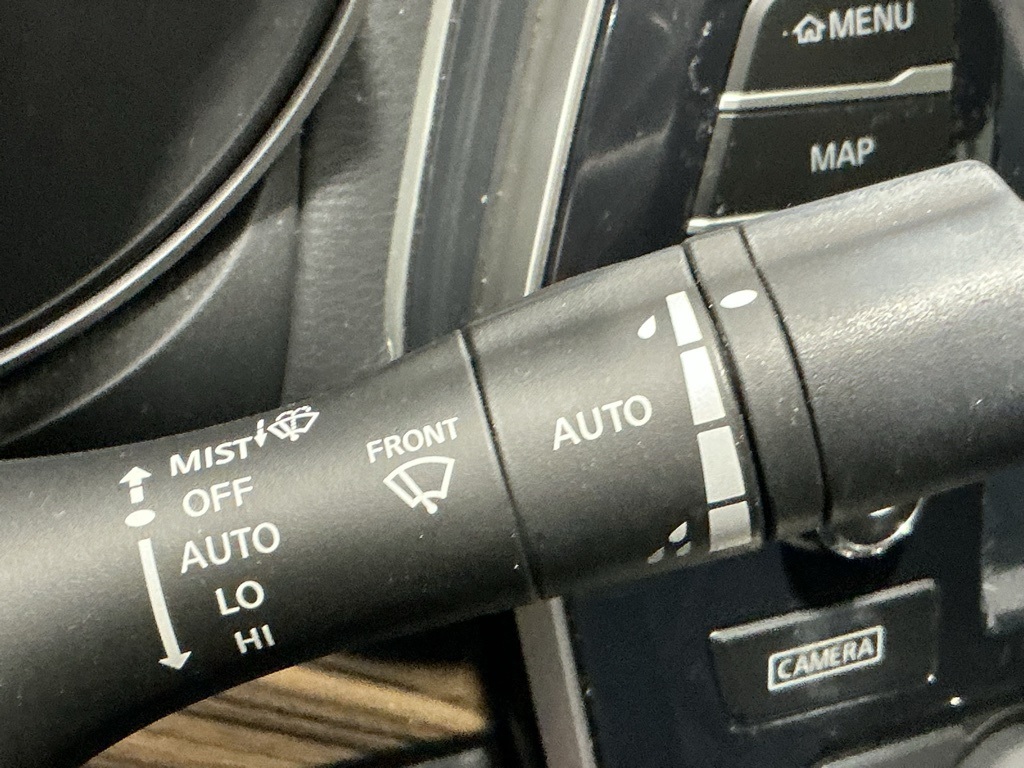 MENU
MAP
MIST
OFF
AUTO
LO
HI
FRONT
AUTO
CAMERA